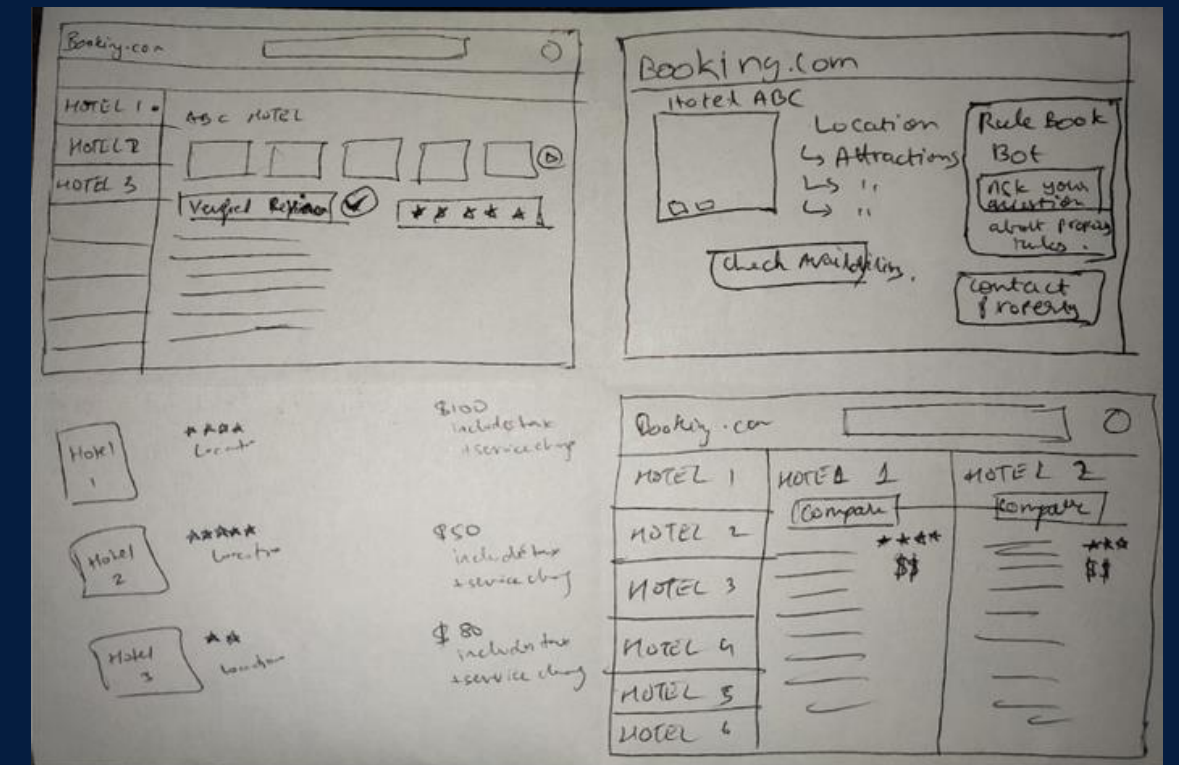 Booking.com
HOTEL 1
HOTEL 2
HOTEL 3
ABC HOTEL
Verified Reviews
Booking.com
Hotel ABC
Location
Attractions
"
"
Check Availability.
Rule Book
Bot
Ask your
question
about property
rules.
Contact
Property
Hotel
1
Location
$100
includes tax
+ service charge
Hotel
2
Location
$50
includes tax
+ service charg
Hotel
3
Location
$80
includes tax
+ service charg
Booking.com
HOTEL 1
HOTEL 2
HOTEL 3
HOTEL 4
HOTEL 5
HOTEL 6
HOTEL 1
Compare
$$
HOTEL 2
Compare
$$